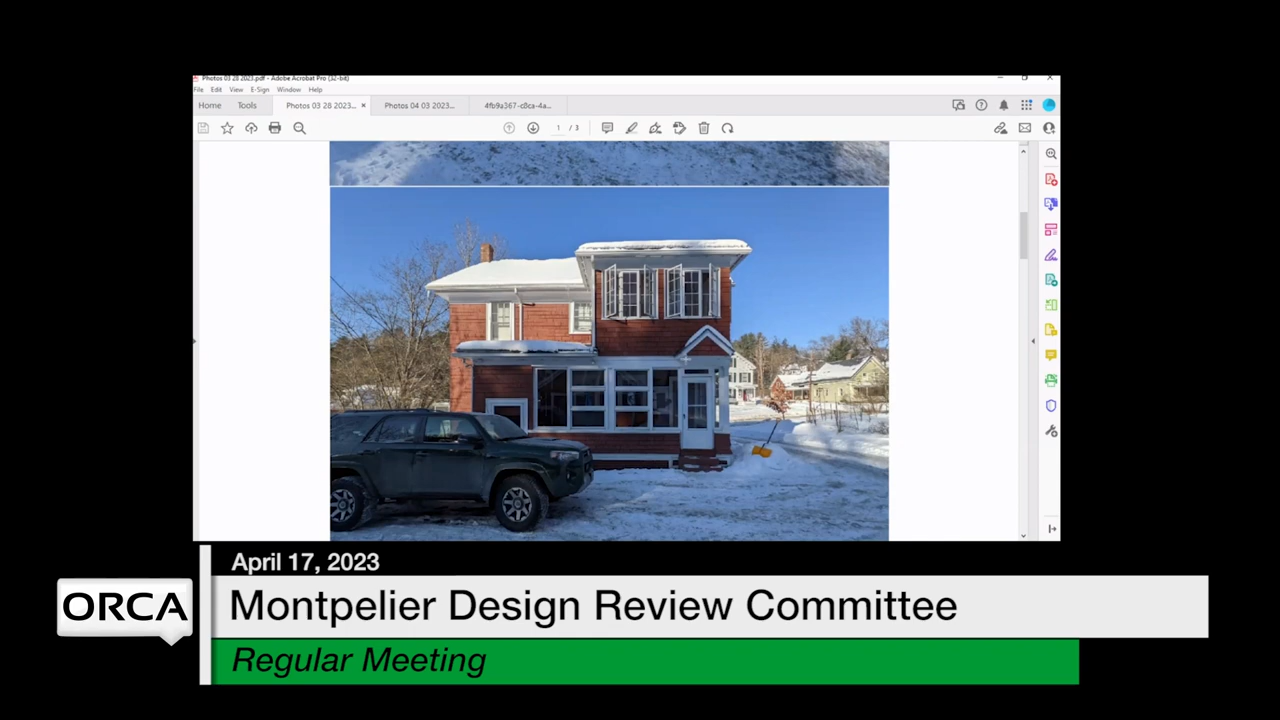 Photos 03 28 2023.pdf - Adobe Acrobat Pro (32-bit)
File Edit View E-Sign Window Help
Home Tools Photos 03 28 2023... × Photos 04 03 2023... 4fb9a367-c8ca-4a...
1 / 3
April 17, 2023
ORCA
Montpelier Design Review Committee
Regular Meeting